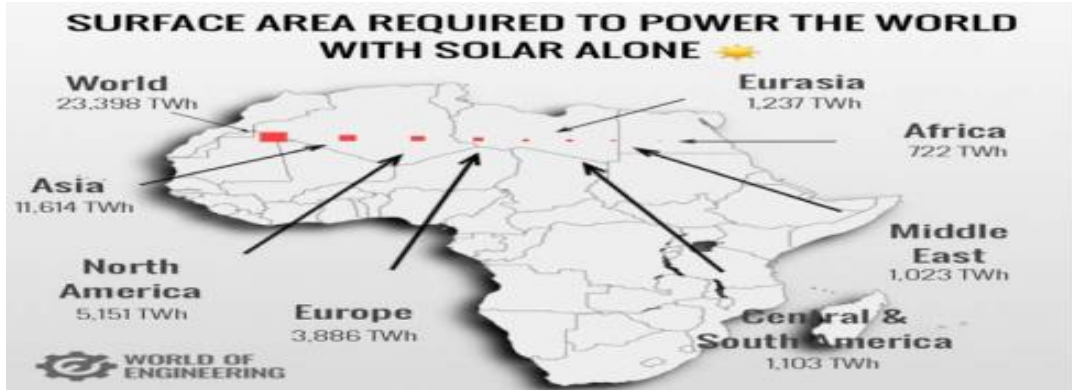 SURFACE AREA REQUIRED TO POWER THE WORLD
WITH SOLAR ALONE
World
23,398 TWh
Eurasia
1,237 TWh
Africa
722 TWh
Asia
11,614 TWh
Middle
East
1,023 TWh
North
America
5,151 TWh
Europe
3,886 TWh
Central &
South America
1,103 TWh
WORLD OF
ENGINEERING